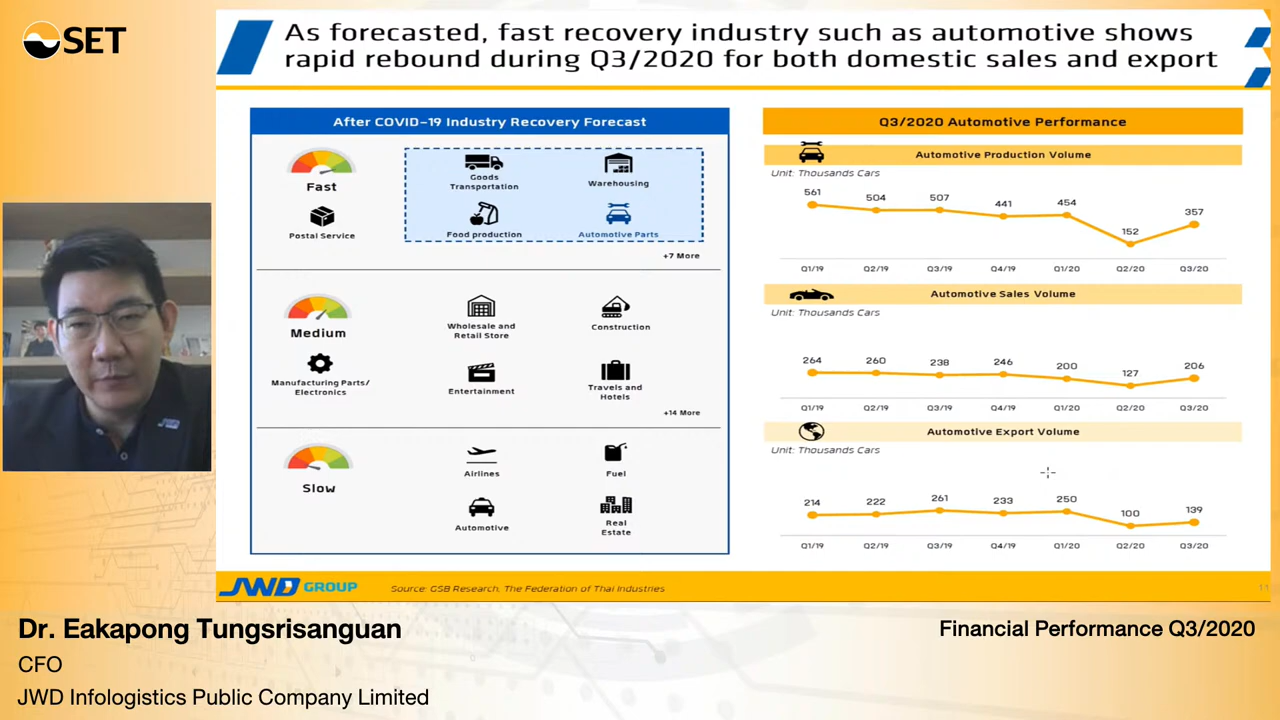 SET
As forecasted, fast recovery industry such as automotive shows
rapid rebound during Q3/2020 for both domestic sales and export
After COVID-19 Industry Recovery Forecast
Fast
Postal Service
Goods
Transportation
Warehousing
Food production
Automotive Parts
+7 More
Medium
Manufacturing Parts/
Electronics
Wholesale and
Retail Store
Construction
Entertainment
Travels and
Hotels
+14 More
Slow
Airlines
Fuel
Automotive
Real
Estate
Q3/2020 Automotive Performance
Automotive Production Volume
Unit: Thousands Cars
561 504 507 441 454 152 357
Q1/19 Q2/19 Q3/19 Q4/19 Q1/20 Q2/20 Q3/20
Automotive Sales Volume
Unit: Thousands Cars
264 260 238 246 200 127 206
Q1/19 Q2/19 Q3/19 Q4/19 Q1/20 Q2/20 Q3/20
Automotive Export Volume
Unit: Thousands Cars
214 222 261 233 250 100 139
Q1/19 Q2/19 Q3/19 Q4/19 Q1/20 Q2/20 Q3/20
JWD GROUP
Source: GSB Research, The Federation of Thai Industries
Dr. Eakapong Tungsrisanguan
CFO
JWD Infologistics Public Company Limited
Financial Performance Q3/2020